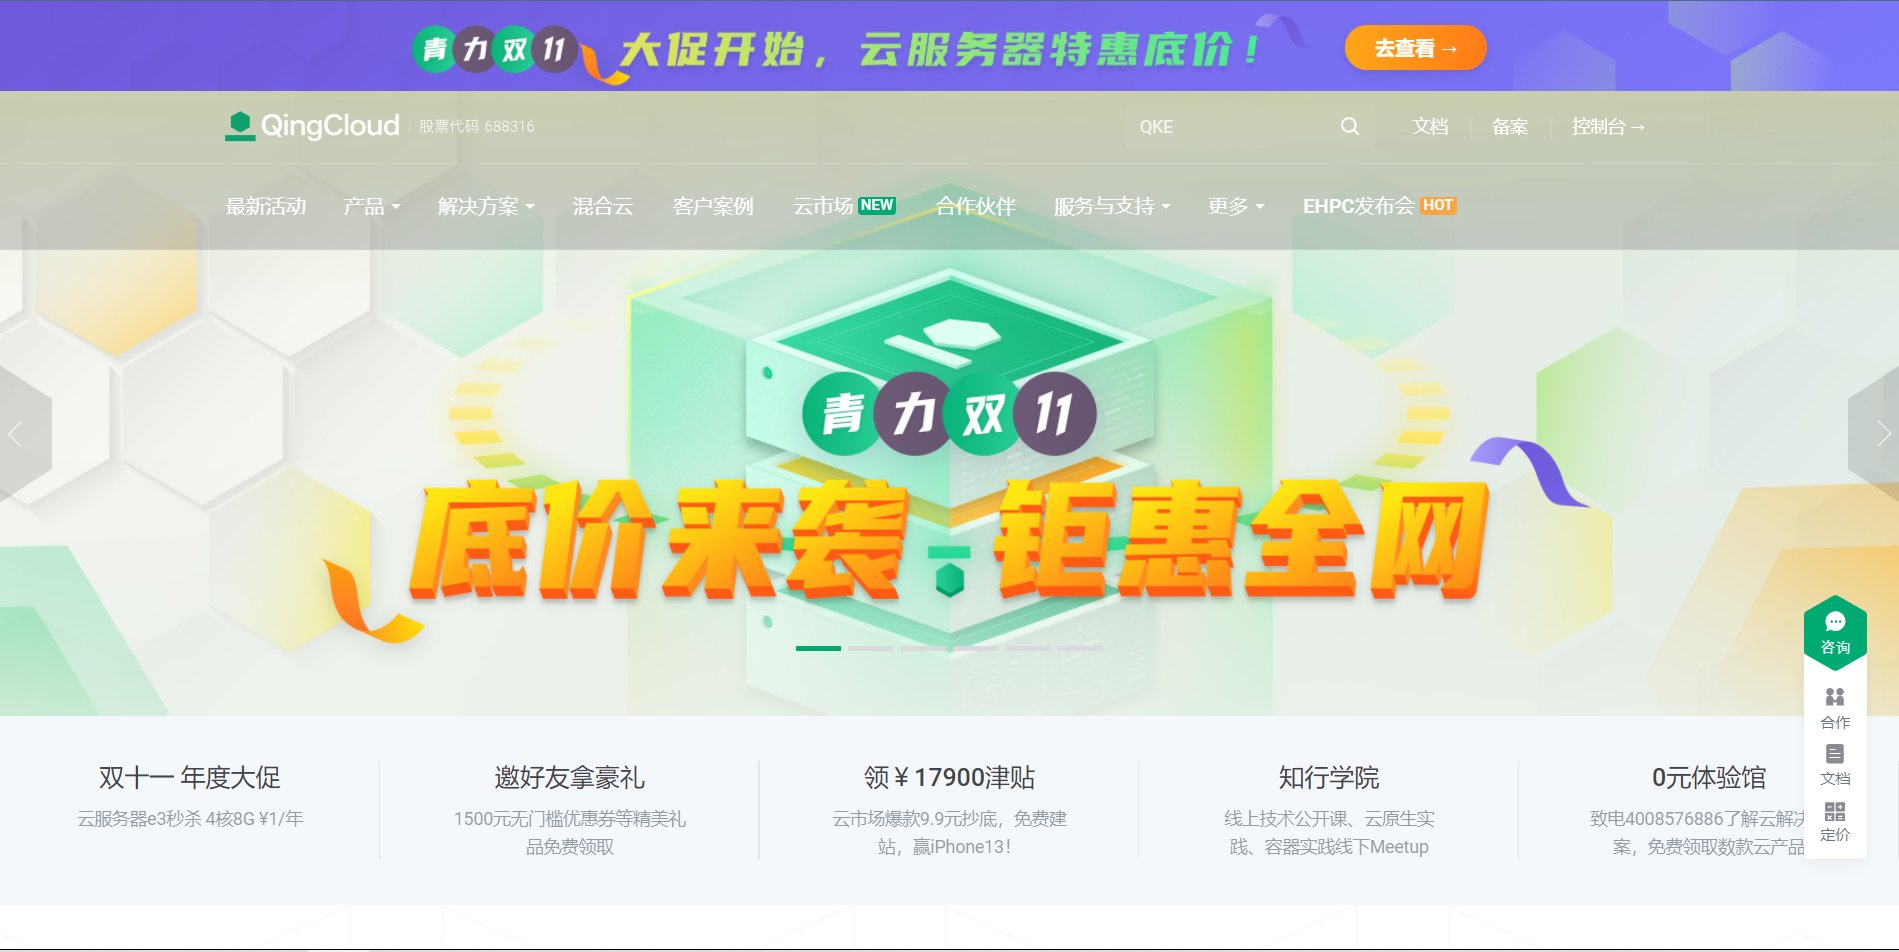 青力双11 大促开始，云服务器特惠底价！ 去查看→
QingCloud 股票代码 688316 QKE 文档 备案 控制台→
最新活动 产品 解决方案 混合云 客户案例 云市场 NEW 合作伙伴 服务与支持 更多 EHPC发布会 HOT
青力双11
底价来袭 钜惠全网
咨询
合作
文档
定价
双十一 年度大促
云服务器e3秒杀 4核8G ¥1/年
邀好友拿豪礼
1500元无门槛优惠券等精美礼
品免费领取
领￥17900津贴
云市场爆款9.9元抄底，免费建
站，赢iPhone13！
知行学院
线上技术公开课、云原生实
践、容器实践线下Meetup
0元体验馆
致电4008576886了解云解决
案，免费领取数款云产品